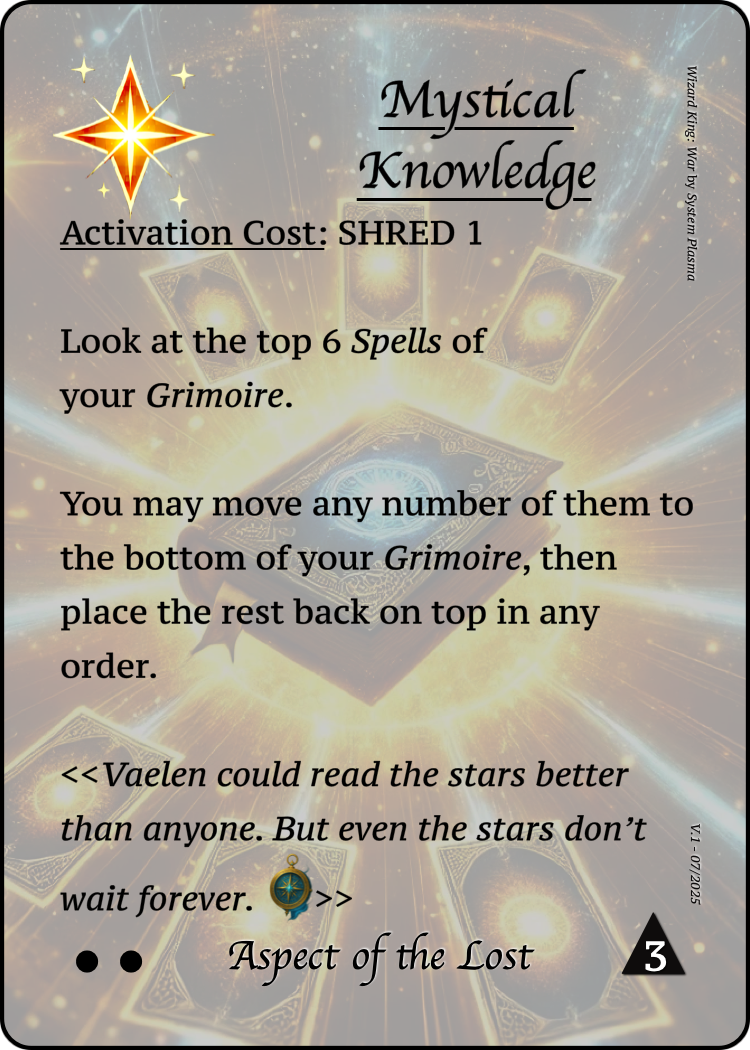 Mystical
Knowledge
Wizard King: War by System Plasma
Activation Cost: SHRED 1
Look at the top 6 Spells of
your Grimoire.
You may move any number of them to
the bottom of your Grimoire, then
place the rest back on top in any
order.
<<Vaelen could read the stars better
than anyone. But even the stars don’t
wait forever. >>
V.1 - 07/2025
Aspect of the Lost
3